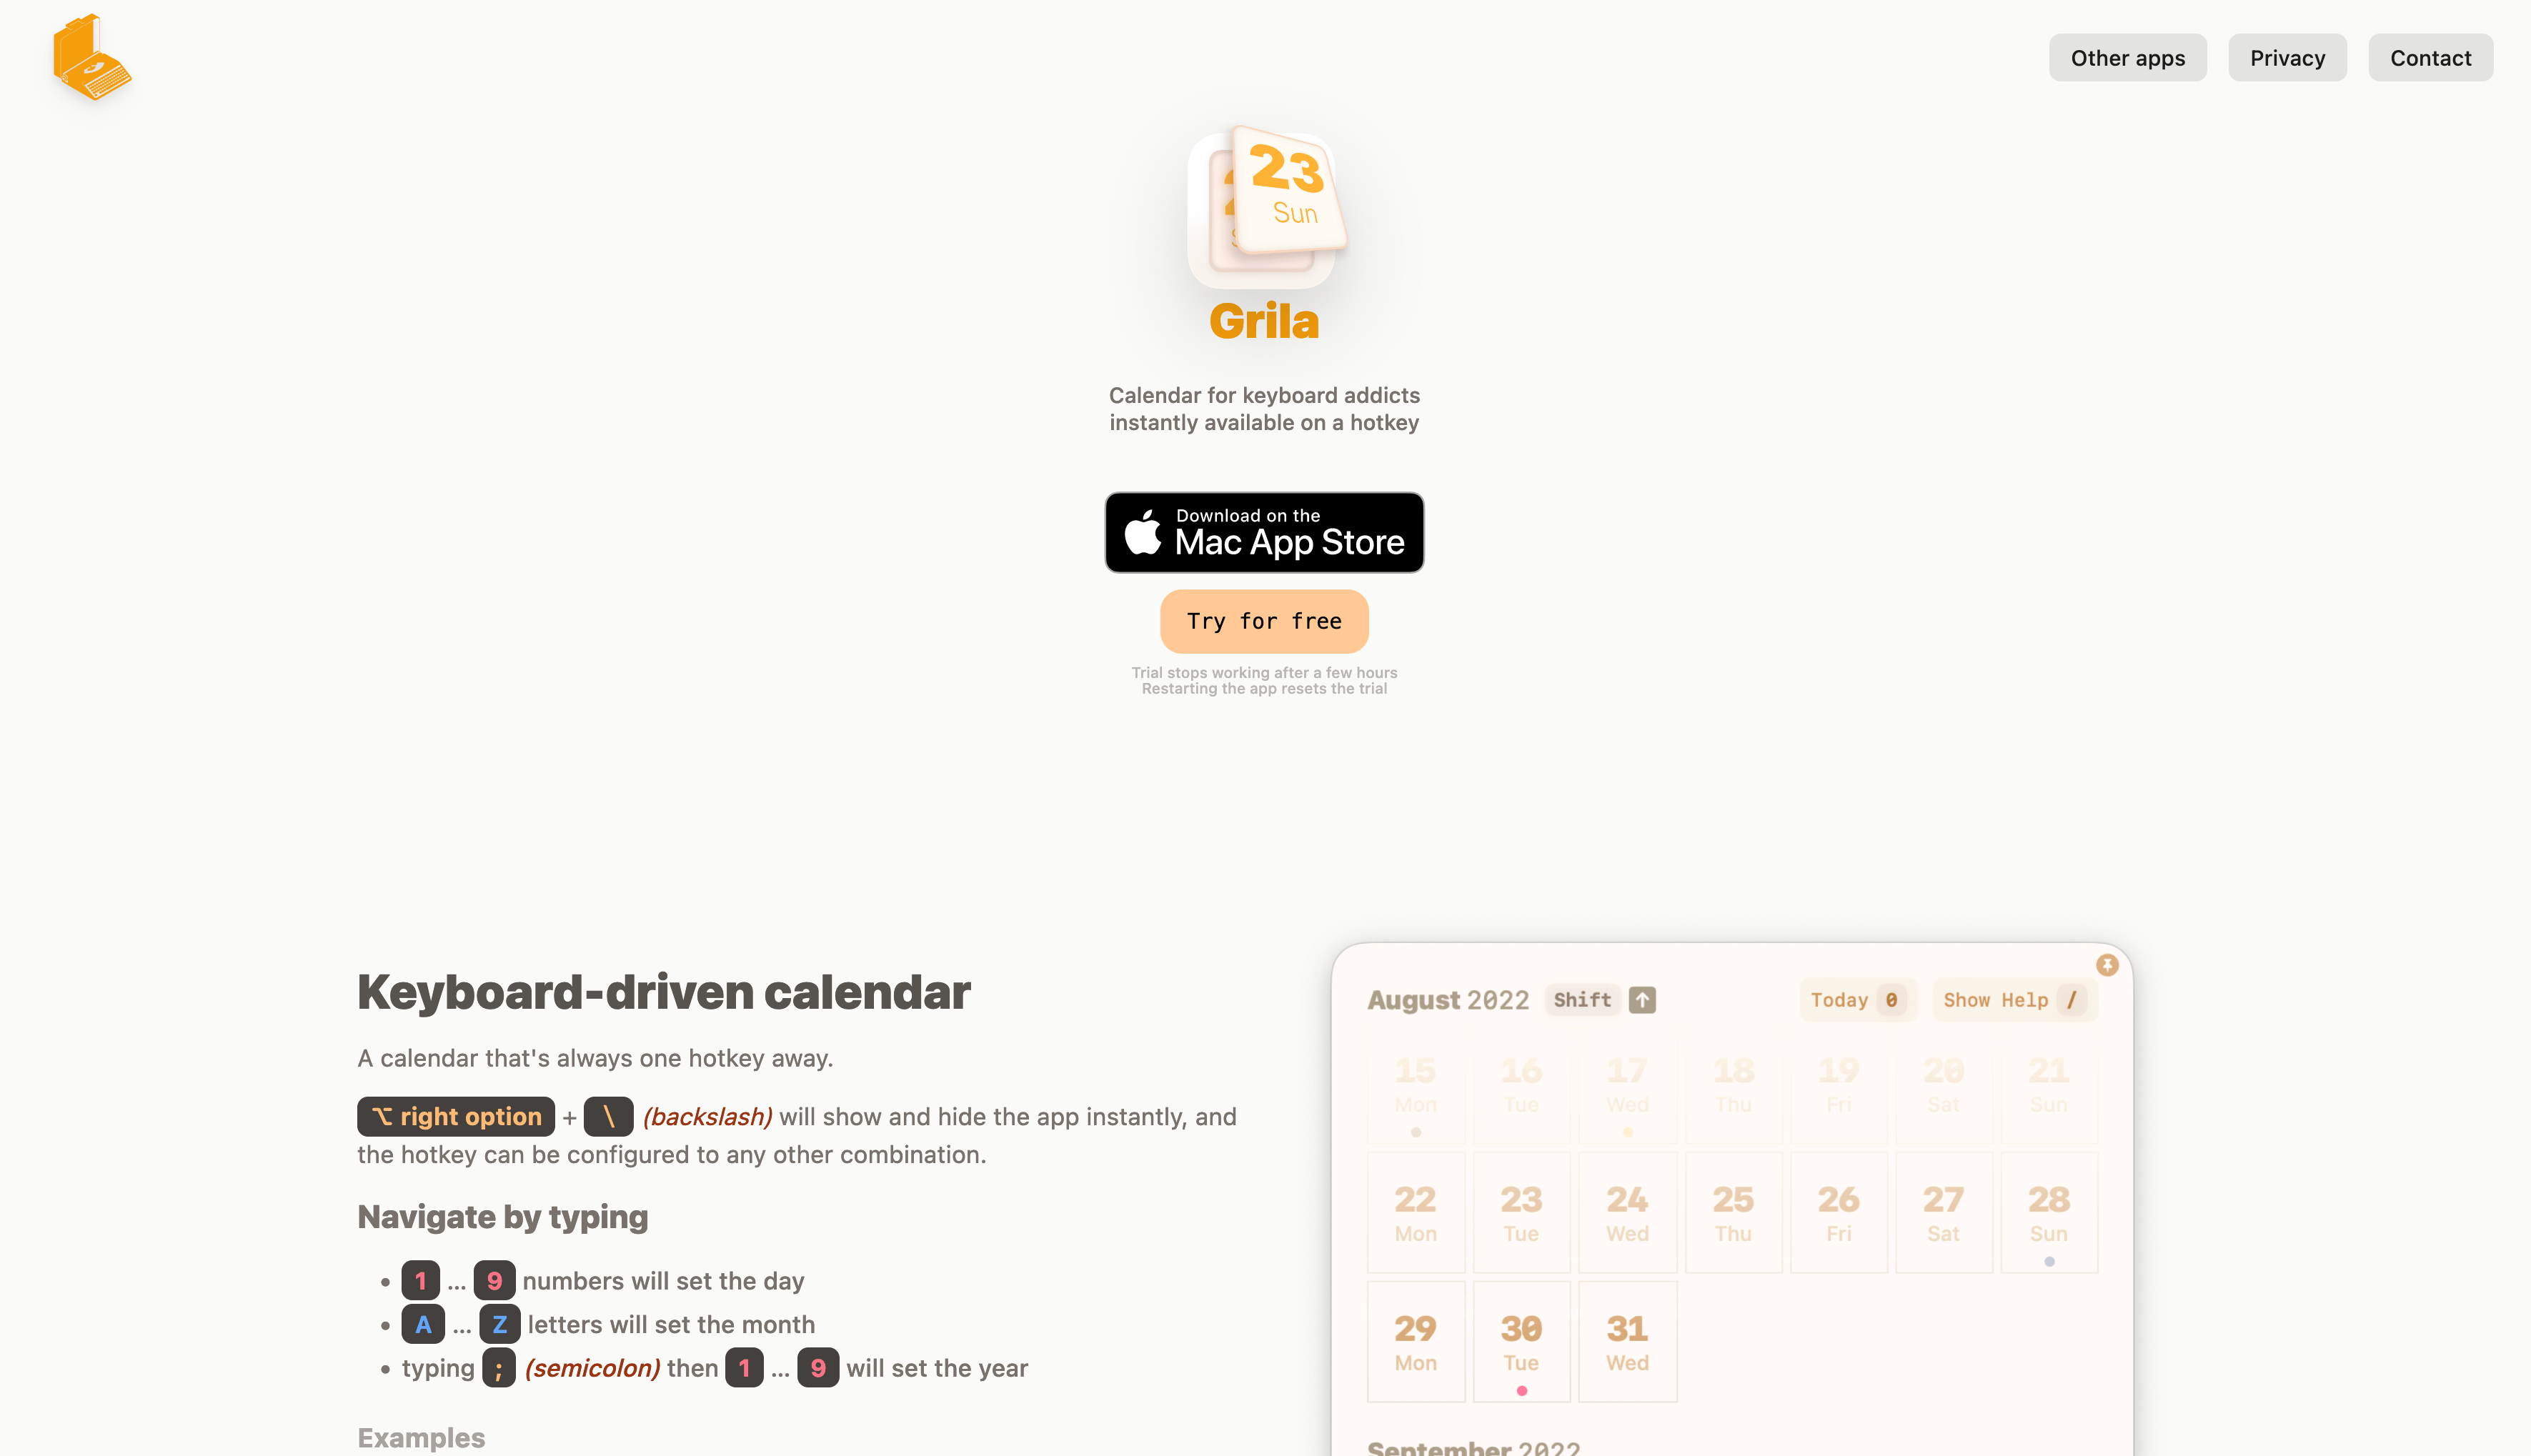 Other apps
Privacy
Contact
23
Sun
Grila
Calendar for keyboard addicts
instantly available on a hotkey
Download on the
Mac App Store
Try for free
Trial stops working after a few hours
Restarting the app resets the trial
Keyboard-driven calendar
A calendar that's always one hotkey away.
⌥ right option + \ (backslash) will show and hide the app instantly, and
the hotkey can be configured to any other combination.
Navigate by typing
• 1 ... 9 numbers will set the day
• A ... Z letters will set the month
• typing ; (semicolon) then 1 ... 9 will set the year
Examples
August 2022 Shift ↑ Today 0 Show Help /
15 16 17 18 19 20 21
Mon Tue Wed Thu Fri Sat Sun
22 23 24 25 26 27 28
Mon Tue Wed Thu Fri Sat Sun
29 30 31
Mon Tue Wed
September 2022